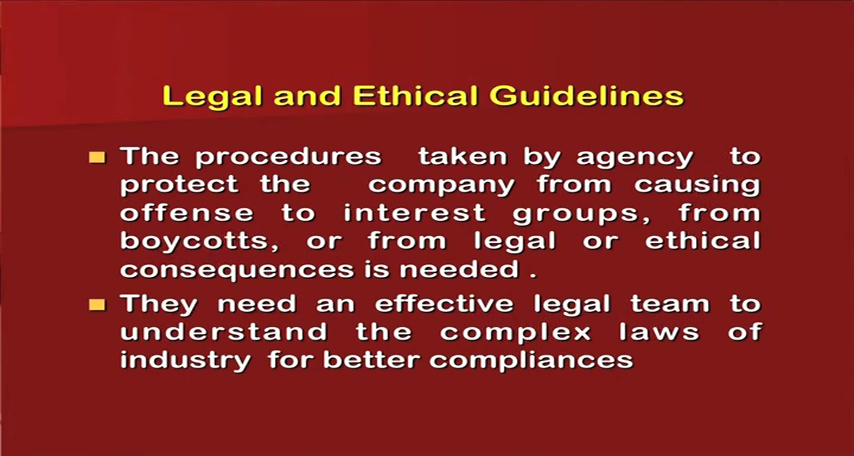 Legal and Ethical Guidelines
The procedures taken by agency to
protect the company from causing
offense to interest groups, from
boycotts, or from legal or ethical
consequences is needed .
They need an effective legal team to
understand the complex laws of
industry for better compliances